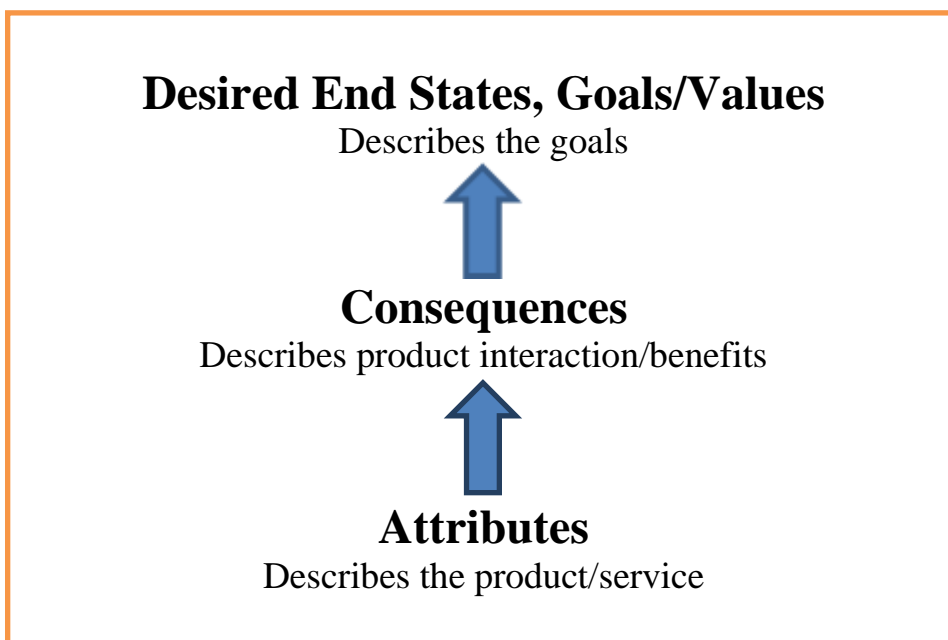 Desired End States, Goals/Values
Describes the goals
Consequences
Describes product interaction/benefits
Attributes
Describes the product/service